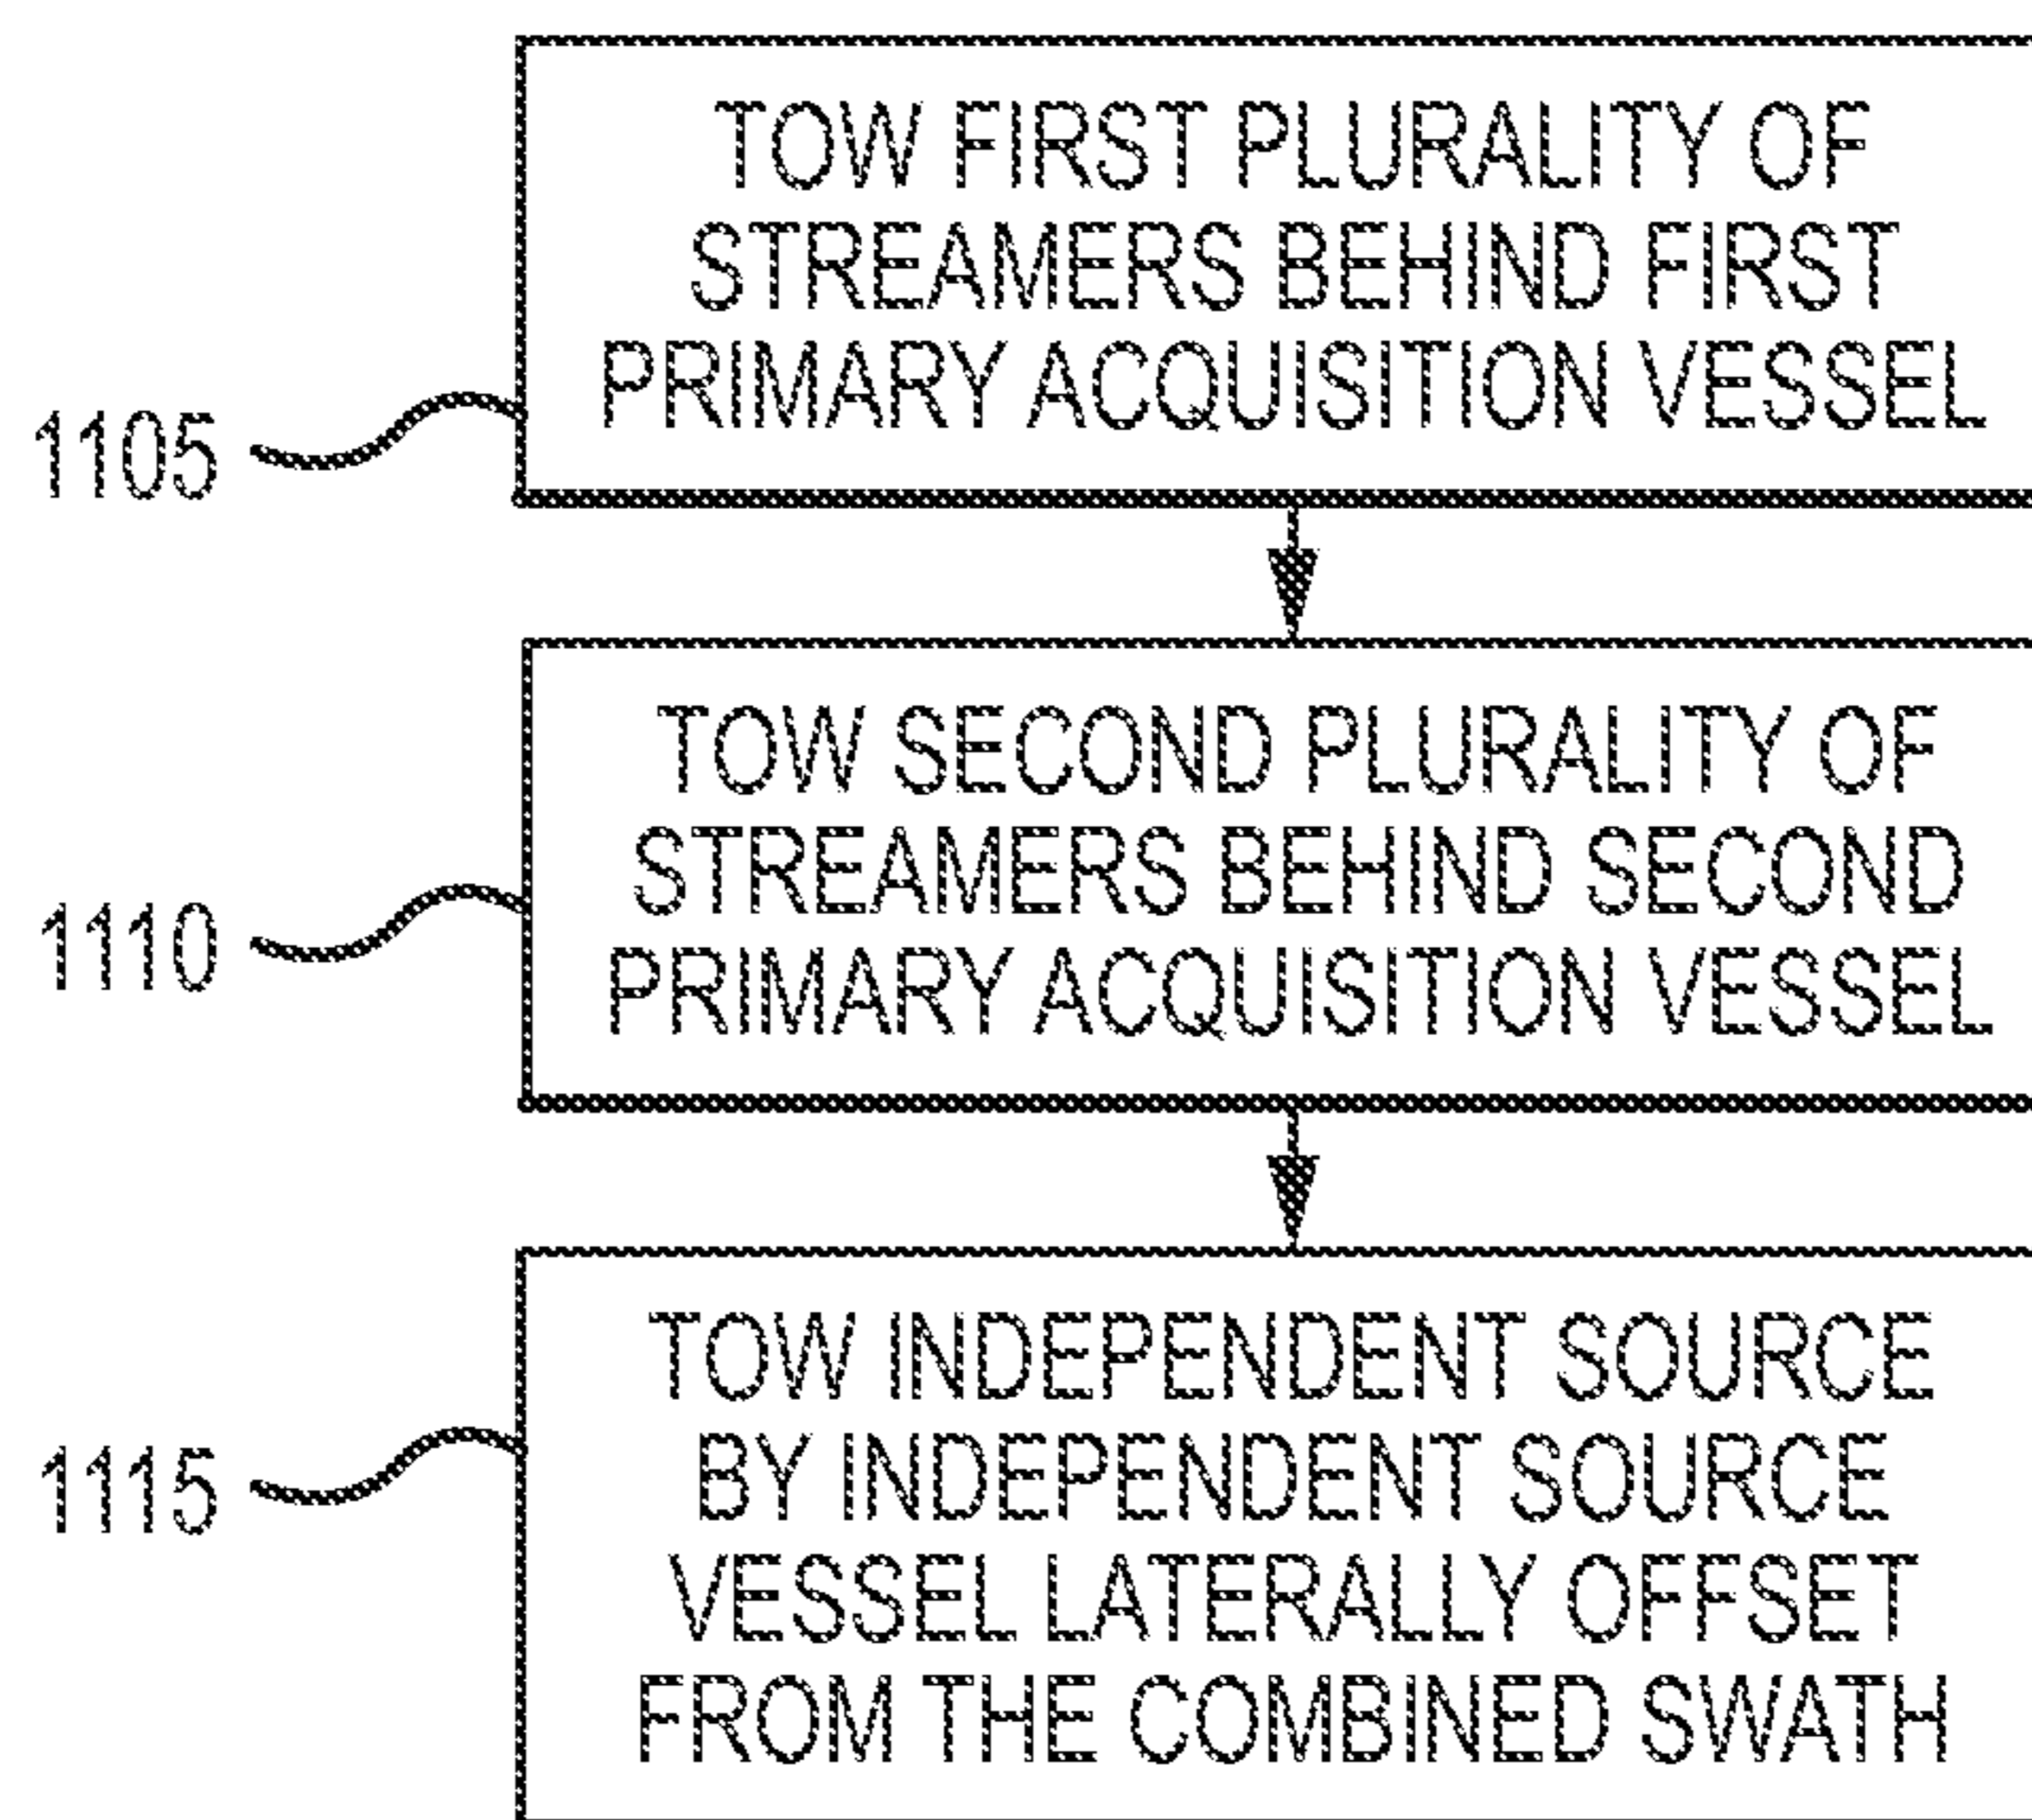 TOW FIRST PLURALITY OF
STREAMERS BEHIND FIRST
PRIMARY ACQUISITION VESSEL
1105
TOW SECOND PLURALITY OF
STREAMERS BEHIND SECOND
PRIMARY ACQUISITION VESSEL
1110
TOW INDEPENDENT SOURCE
BY INDEPENDENT SOURCE
VESSEL LATERALLY OFFSET
FROM THE COMBINED SWATH
1115